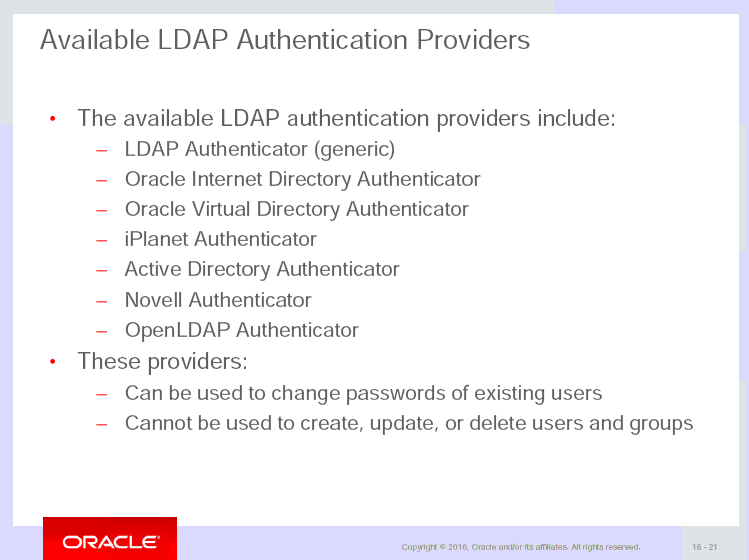 Available LDAP Authentication Providers
• The available LDAP authentication providers include:
– LDAP Authenticator (generic)
– Oracle Internet Directory Authenticator
– Oracle Virtual Directory Authenticator
– iPlanet Authenticator
– Active Directory Authenticator
– Novell Authenticator
– OpenLDAP Authenticator
• These providers:
– Can be used to change passwords of existing users
– Cannot be used to create, update, or delete users and groups
ORACLE®
Copyright © 2016, Oracle and/or its affiliates. All rights reserved.
16 - 21